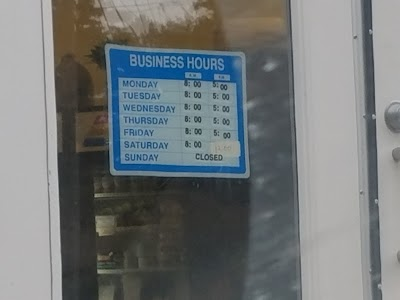 BUSINESS HOURS
MONDAY 8:00 5:00
TUESDAY 8:00 5:00
WEDNESDAY 8:00 5:00
THURSDAY 8:00 5:00
FRIDAY 8:00 5:00
SATURDAY 8:00
SUNDAY CLOSED